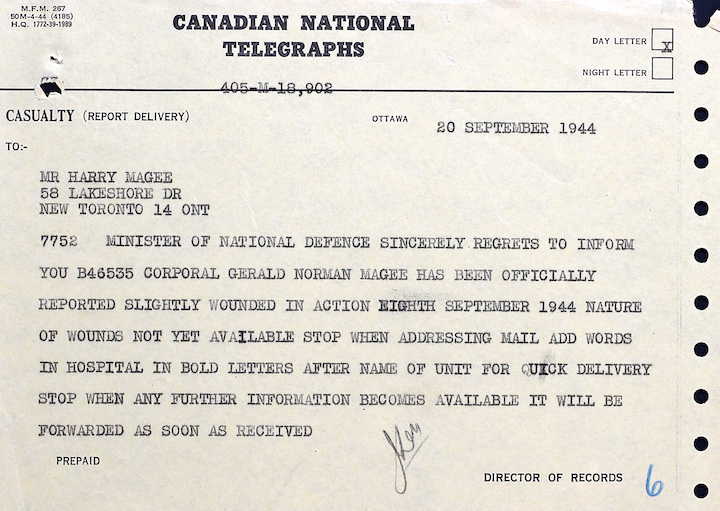 M.F.M. 267
50M-4-44 (4185)
H.Q. 1772-39-1989
CANADIAN NATIONAL
TELEGRAPHS
DAY LETTER X
NIGHT LETTER
405-M-18,902
CASUALTY (REPORT DELIVERY)
OTTAWA
20 SEPTEMBER 1944
TO:-
MR HARRY MAGEE
58 LAKESHORE DR
NEW TORONTO 14 ONT
7752 MINISTER OF NATIONAL DEFENCE SINCERELY REGRETS TO INFORM
YOU B46535 CORPORAL GERALD NORMAN MAGEE HAS BEEN OFFICIALLY
REPORTED SLIGHTLY WOUNDED IN ACTION EIGHTH SEPTEMBER 1944 NATURE
OF WOUNDS NOT YET AVAILABLE STOP WHEN ADDRESSING MAIL ADD WORDS
IN HOSPITAL IN BOLD LETTERS AFTER NAME OF UNIT FOR QUICK DELIVERY
STOP WHEN ANY FURTHER INFORMATION BECOMES AVAILABLE IT WILL BE
FORWARDED AS SOON AS RECEIVED
PREPAID
DIRECTOR OF RECORDS
6